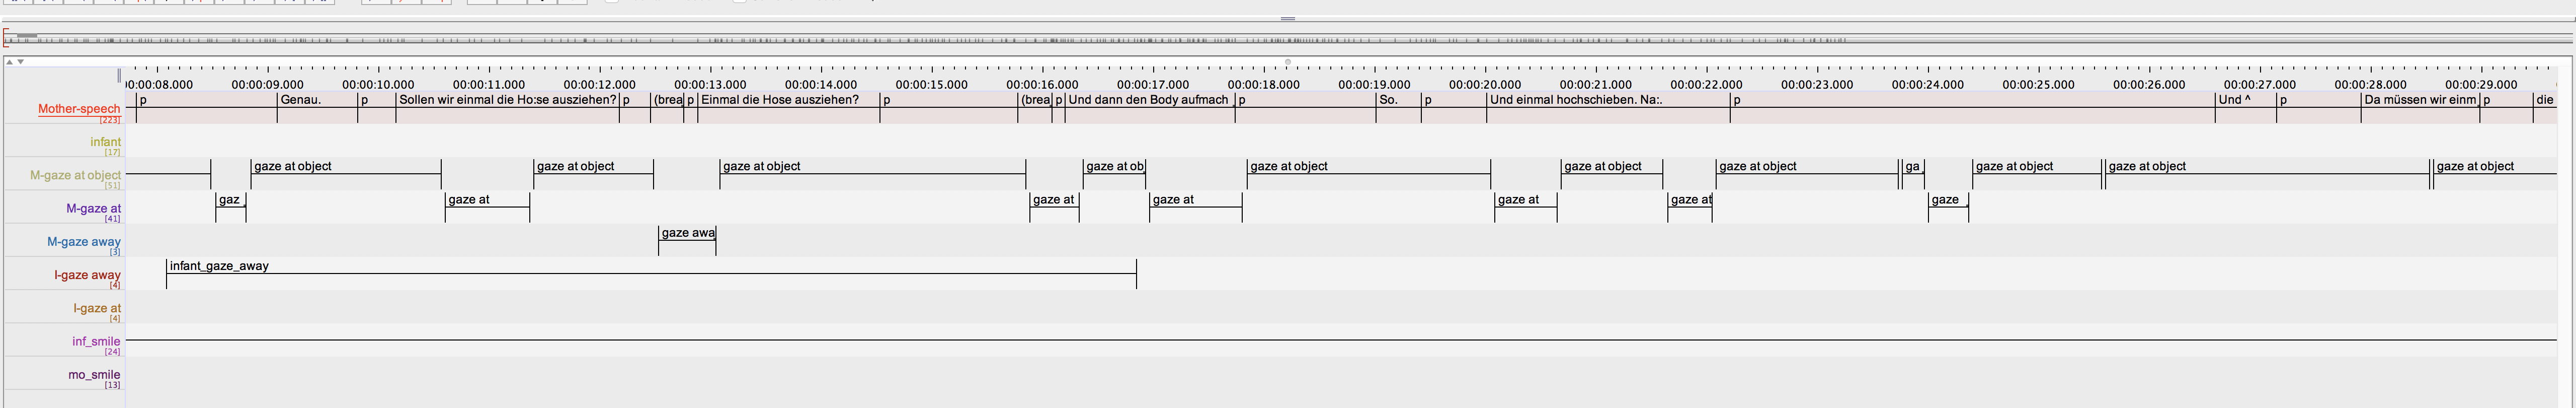 00:00:08.000 00:00:09.000 00:00:10.000 00:00:11.000 00:00:12.000 00:00:13.000 00:00:14.000 00:00:15.000 00:00:16.000 00:00:17.000 00:00:18.000 00:00:19.000 00:00:20.000 00:00:21.000 00:00:22.000 00:00:23.000 00:00:24.000 00:00:25.000 00:00:26.000 00:00:27.000 00:00:28.000 00:00:29.000
Mother-speech p Genau. p Sollen wir einmal die Ho:se ausziehen? p (brea p Einmal die Hose ausziehen? p (brea p Und dann den Body aufmach p So. p Und einmal hochschieben. Na:. p Und ^ p Da müssen wir einm p die
[223]
infant
[17]
M-gaze at object gaze at object gaze at object gaze at object gaze at ob gaze at object gaze at object gaze at object ga gaze at object gaze at object gaze at object
[51]
M-gaze at gaz gaze at gaze at gaze at gaze at gaze at gaze
[41]
M-gaze away gaze awa
[3]
I-gaze away infant_gaze_away
[4]
I-gaze at
[4]
inf_smile
[24]
mo_smile
[13]